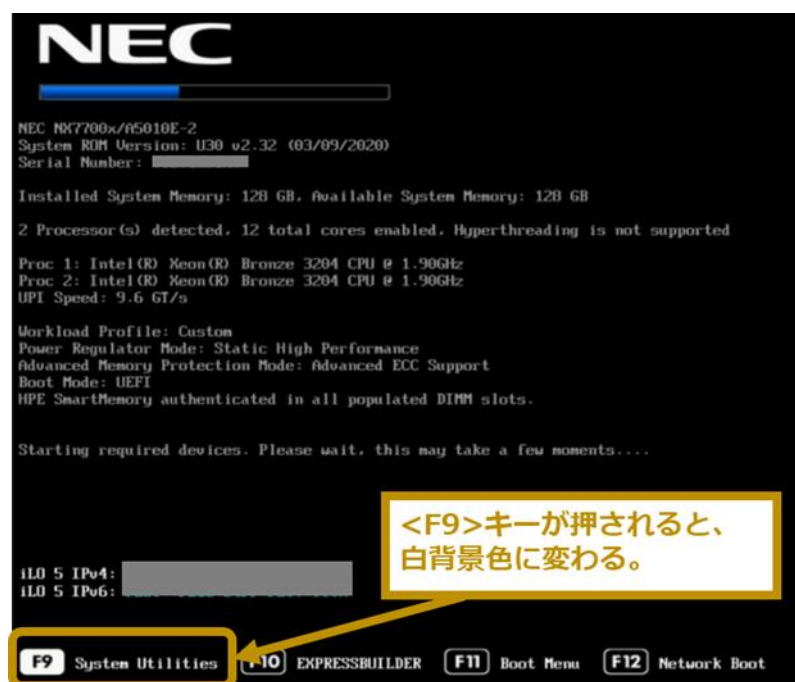 NEC
NEC NX7700x/A5010E-2
System ROM Version: U30 v2.32 (03/09/2020)
Serial Number:
Installed System Memory: 128 GB, Available System Memory: 128 GB
2 Processor(s) detected, 12 total cores enabled, Hyperthreading is not supported
Proc 1: Intel(R) Xeon(R) Bronze 3204 CPU @ 1.90GHz
Proc 2: Intel(R) Xeon(R) Bronze 3204 CPU @ 1.90GHz
UPI Speed: 9.6 GT/s
Workload Profile: Custom
Power Regulator Mode: Static High Performance
Advanced Memory Protection Mode: Advanced ECC Support
Boot Mode: UEFI
HPE SmartMemory authenticated in all populated DIMM slots.
Starting required devices. Please wait, this may take a few moments....
<F9>キーが押されると、
白背景色に変わる。
iLO 5 IPv4:
iLO 5 IPv6:
F9 System Utilities F10 EXPRESSBUILDER F11 Boot Menu F12 Network Boot